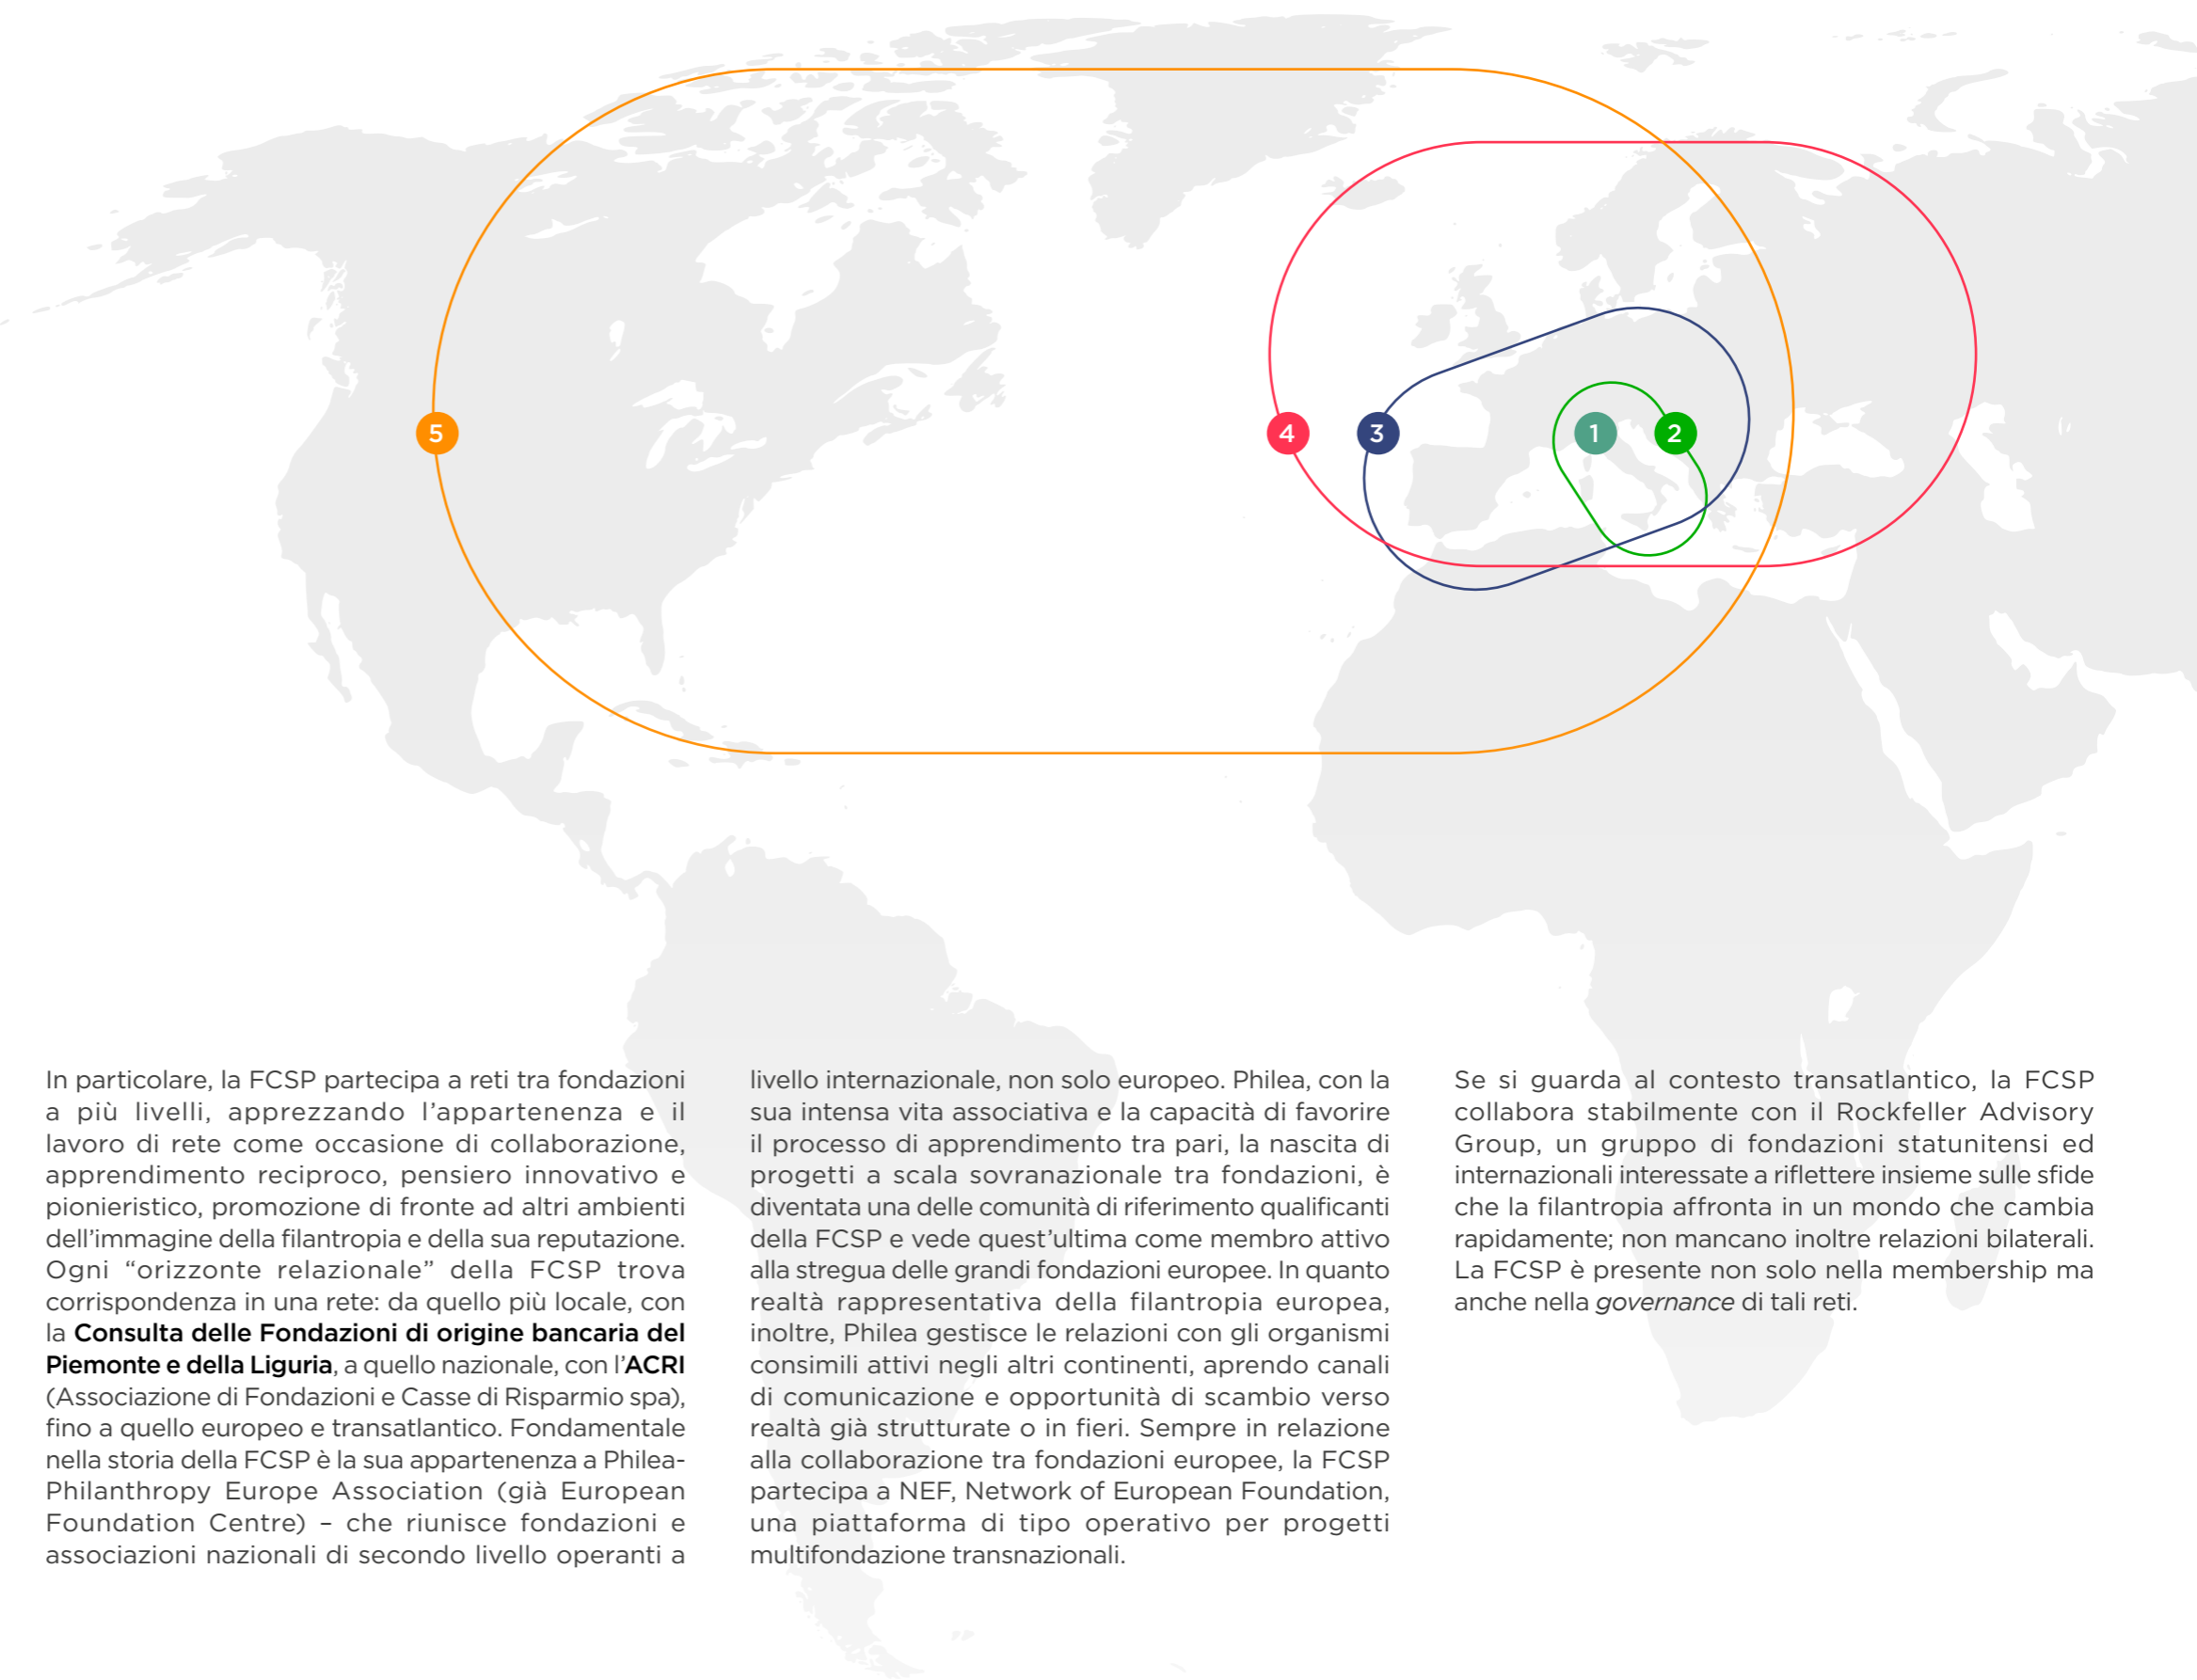 5
4
3
1
2
In particolare, la FCSP partecipa a reti tra fondazioni
a più livelli, apprezzando l’appartenenza e il
lavoro di rete come occasione di collaborazione,
apprendimento reciproco, pensiero innovativo e
pionieristico, promozione di fronte ad altri ambienti
dell’immagine della filantropia e della sua reputazione.
Ogni “orizzonte relazionale” della FCSP trova
corrispondenza in una rete: da quello più locale, con
la Consulta delle Fondazioni di origine bancaria del
Piemonte e della Liguria, a quello nazionale, con l’ACRI
(Associazione di Fondazioni e Casse di Risparmio spa),
fino a quello europeo e transatlantico. Fondamentale
nella storia della FCSP è la sua appartenenza a Philea-
Philanthropy Europe Association (già European
Foundation Centre) – che riunisce fondazioni e
associazioni nazionali di secondo livello operanti a
livello internazionale, non solo europeo. Philea, con la
sua intensa vita associativa e la capacità di favorire
il processo di apprendimento tra pari, la nascita di
progetti a scala sovranazionale tra fondazioni, è
diventata una delle comunità di riferimento qualificanti
della FCSP e vede quest’ultima come membro attivo
alla stregua delle grandi fondazioni europee. In quanto
realtà rappresentativa della filantropia europea,
inoltre, Philea gestisce le relazioni con gli organismi
consimili attivi negli altri continenti, aprendo canali
di comunicazione e opportunità di scambio verso
realtà già strutturate o in fieri. Sempre in relazione
alla collaborazione tra fondazioni europee, la FCSP
partecipa a NEF, Network of European Foundation,
una piattaforma di tipo operativo per progetti
multifondazione transnazionali.
Se si guarda al contesto transatlantico, la FCSP
collabora stabilmente con il Rockfeller Advisory
Group, un gruppo di fondazioni statunitensi ed
internazionali interessate a riflettere insieme sulle sfide
che la filantropia affronta in un mondo che cambia
rapidamente; non mancano inoltre relazioni bilaterali.
La FCSP è presente non solo nella membership ma
anche nella governance di tali reti.